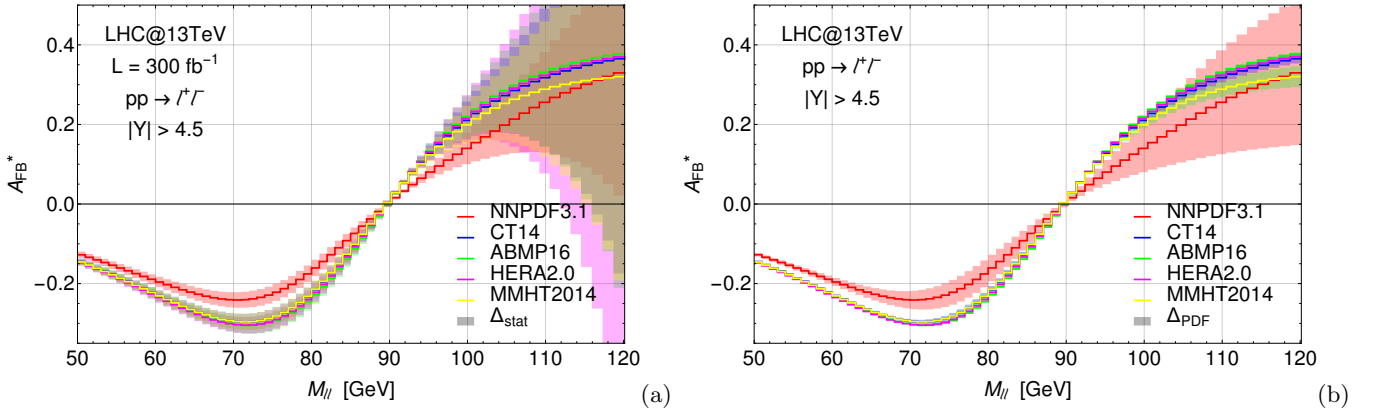 LHC@13TeV
L = 300 fb⁻¹
pp → l⁺l⁻
|Y| > 4.5
A_FB*
0.4
0.2
0.0
−0.2
NNPDF3.1
CT14
ABMP16
HERA2.0
MMHT2014
Δ_stat
50 60 70 80 90 100 110 120
M_ll [GeV]
(a)
LHC@13TeV
pp → l⁺l⁻
|Y| > 4.5
A_FB*
0.4
0.2
0.0
−0.2
NNPDF3.1
CT14
ABMP16
HERA2.0
MMHT2014
Δ_PDF
50 60 70 80 90 100 110 120
M_ll [GeV]
(b)